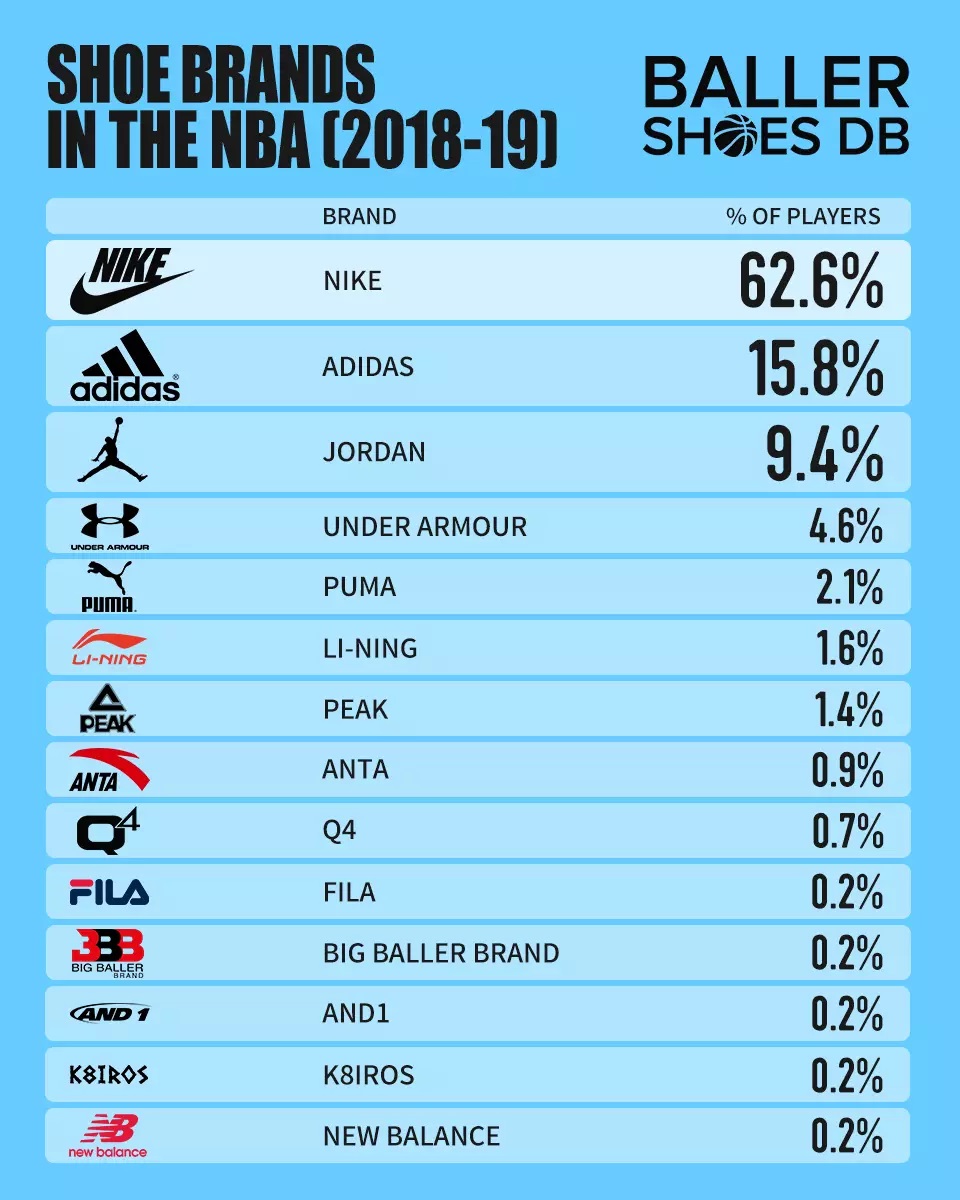 SHOE BRANDS
IN THE NBA (2018-19)
BALLER
SHOES DB
BRAND % OF PLAYERS
NIKE NIKE 62.6%
adidas® ADIDAS 15.8%
JORDAN 9.4%
UNDER ARMOUR UNDER ARMOUR 4.6%
PUMA. PUMA 2.1%
LI-NING LI-NING 1.6%
PEAK PEAK 1.4%
ANTA ANTA 0.9%
Q4 Q4 0.7%
FILA FILA 0.2%
BBB
BIG BALLER
BRAND
BIG BALLER BRAND 0.2%
AND 1 AND1 0.2%
K8IROS K8IROS 0.2%
NB
new balance
NEW BALANCE 0.2%